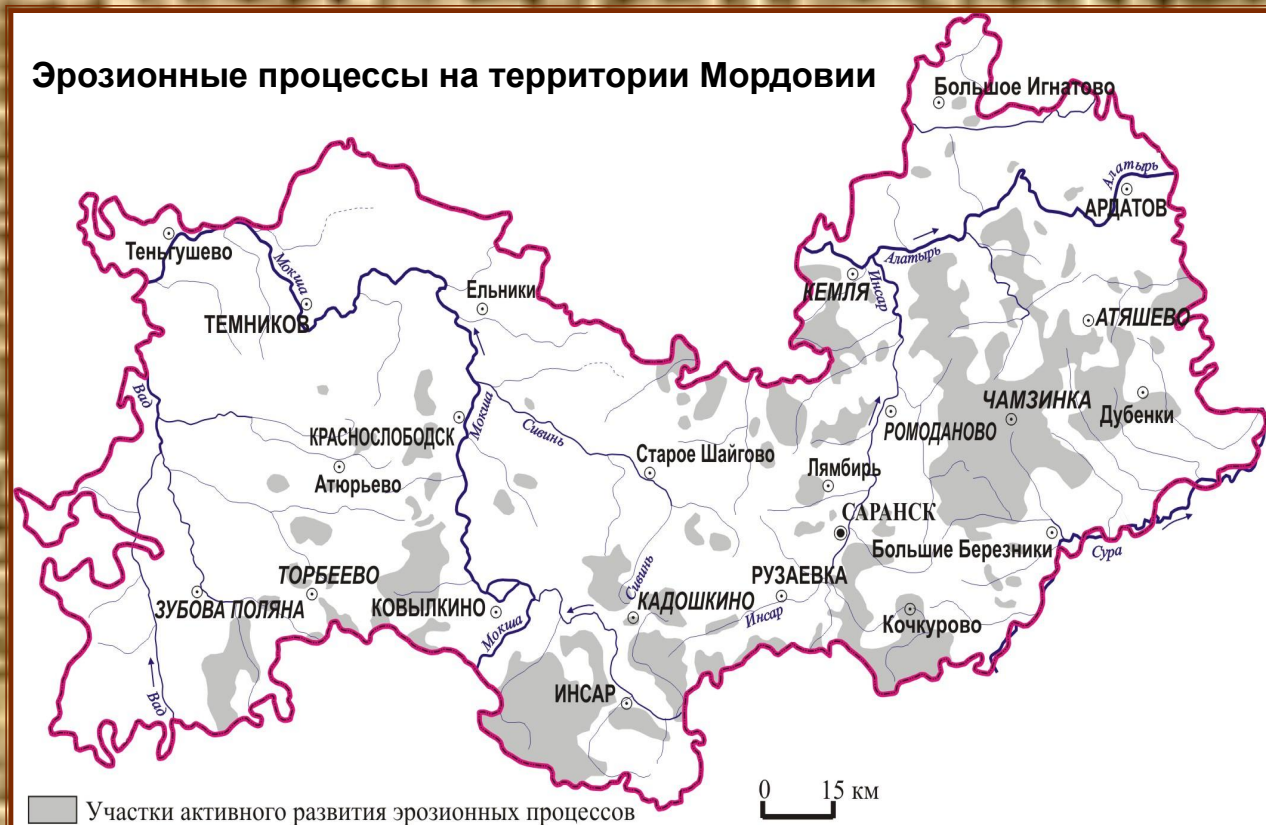 Эрозионные процессы на территории Мордовии
Большое Игнатово
Алатырь
АРДАТОВ
Теньгушево
Мокша
Алатырь
КЕМЛЯ
Инсар
Ельники
ТЕМНИКОВ
АТЯШЕВО
Вад
Мокша
ЧАМЗИНКА
Дубенки
КРАСНОСЛОБОДСК
Сивинь
РОМОДАНОВО
Атюрьево
Старое Шайгово
Лямбирь
САРАНСК
Большие Березники
Сура
ТОРБЕЕВО
ЗУБОВА ПОЛЯНА
КОВЫЛКИНО
Сивинь
РУЗАЕВКА
КАДОШКИНО
Инсар
Кочкурово
Мокша
ИНСАР
Вад
Участки активного развития эрозионных процессов
0 15 км